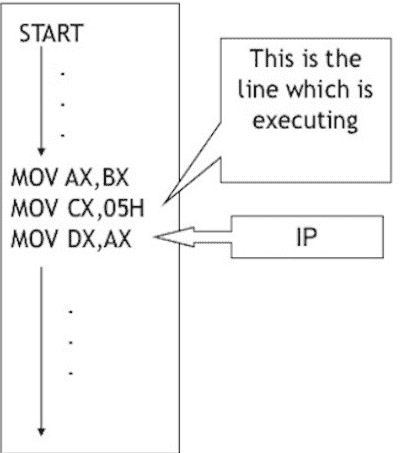 START
This is the
line which is
executing
MOV AX,BX
MOV CX,05H
MOV DX,AX
IP